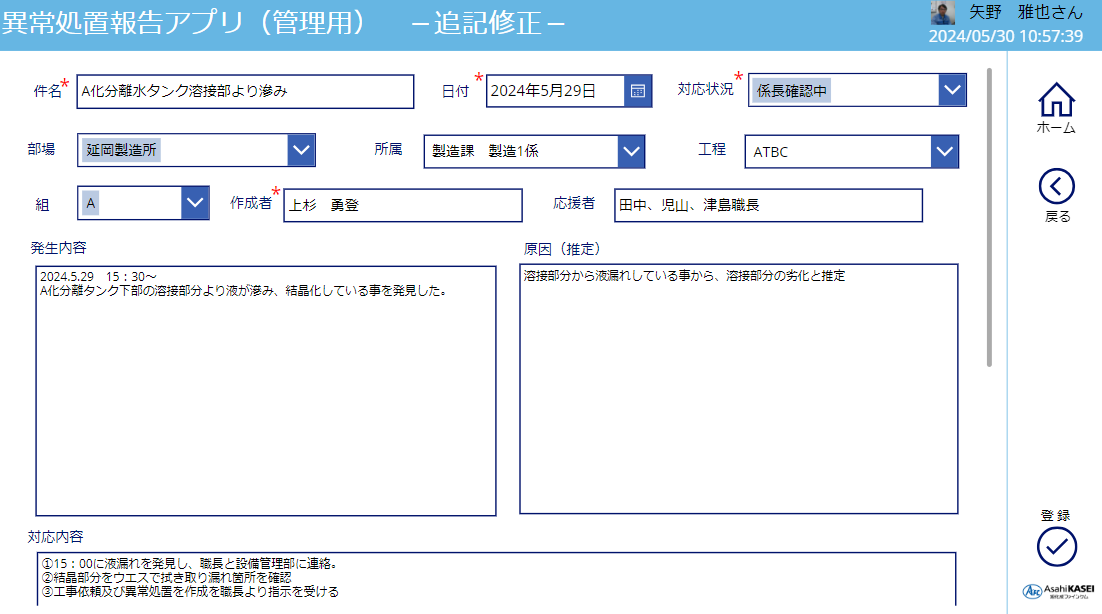 異常処置報告アプリ（管理用）　－追記修正－
矢野　雅也さん
2024/05/30 10:57:39
件名* A化分離水タンク溶接部より滲み
日付* 2024年5月29日
対応状況* 係長確認中
部場 延岡製造所
所属 製造課　製造1係
工程 ATBC
組 A
作成者* 上杉　勇登
応援者 田中、児山、津島職長
発生内容
2024.5.29　15：30～
A化分離タンク下部の溶接部分より液が滲み、結晶化している事を発見した。
原因（推定）
溶接部分から液漏れしている事から、溶接部分の劣化と推定
対応内容
①15：00に液漏れを発見し、職長と設備管理部に連絡。
②結晶部分をウエスで拭き取り漏れ箇所を確認
③工事依頼及び異常処置を作成を職長より指示を受ける
ホーム
戻る
登録
AsahiKASEI